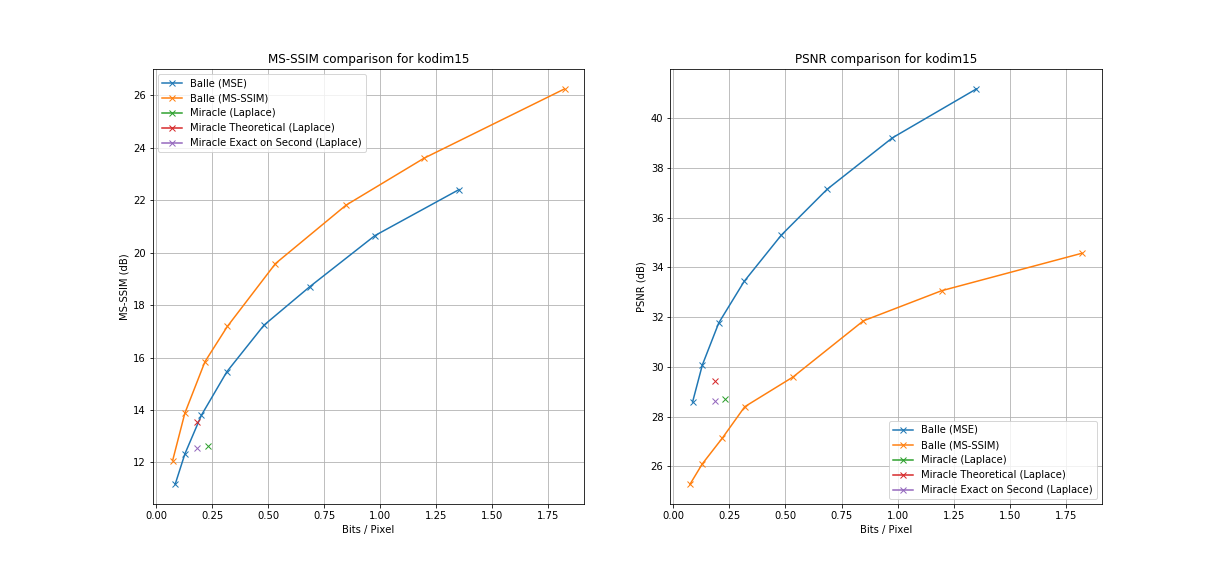 MS-SSIM comparison for kodim15
Balle (MSE)
Balle (MS-SSIM)
Miracle (Laplace)
Miracle Theoretical (Laplace)
Miracle Exact on Second (Laplace)
MS-SSIM (dB)
26
24
22
20
18
16
14
12
0.00 0.25 0.50 0.75 1.00 1.25 1.50 1.75
Bits / Pixel
PSNR comparison for kodim15
PSNR (dB)
40
38
36
34
32
30
28
26
Balle (MSE)
Balle (MS-SSIM)
Miracle (Laplace)
Miracle Theoretical (Laplace)
Miracle Exact on Second (Laplace)
0.00 0.25 0.50 0.75 1.00 1.25 1.50 1.75
Bits / Pixel